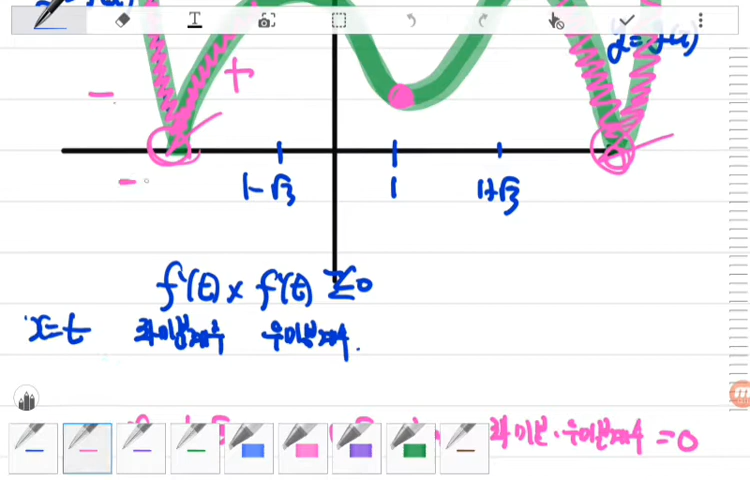 y=f(x)
1-√3
1
1+√3
f'(t) × f'(t) ≥0
x=t
좌미분계수
우미분계수.
좌미분·우미분계수 =0